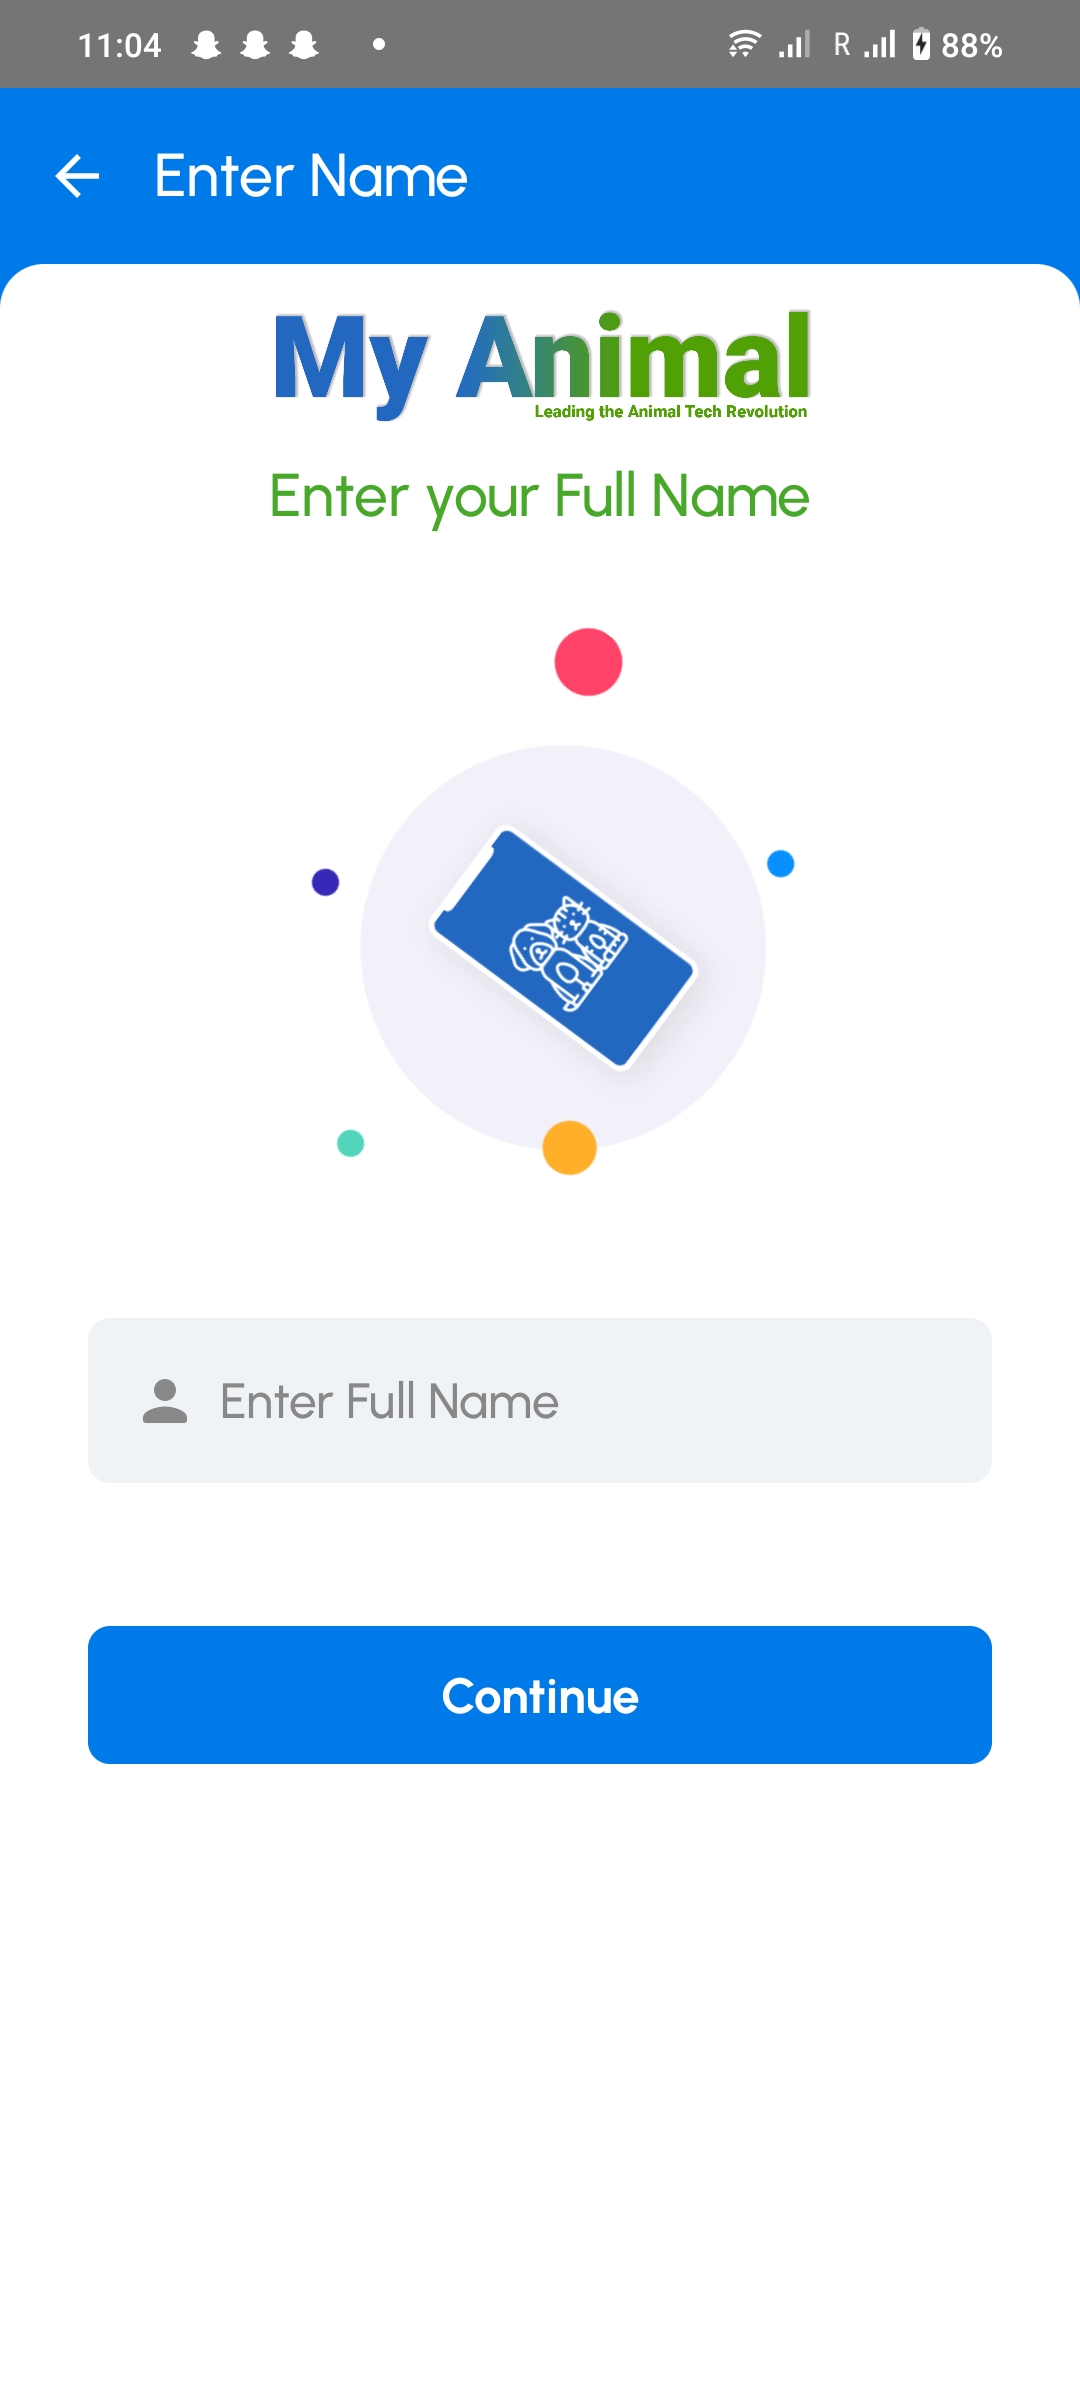 11:04 R 88%
Enter Name
My Animal
Leading the Animal Tech Revolution
Enter your Full Name
Enter Full Name
Continue